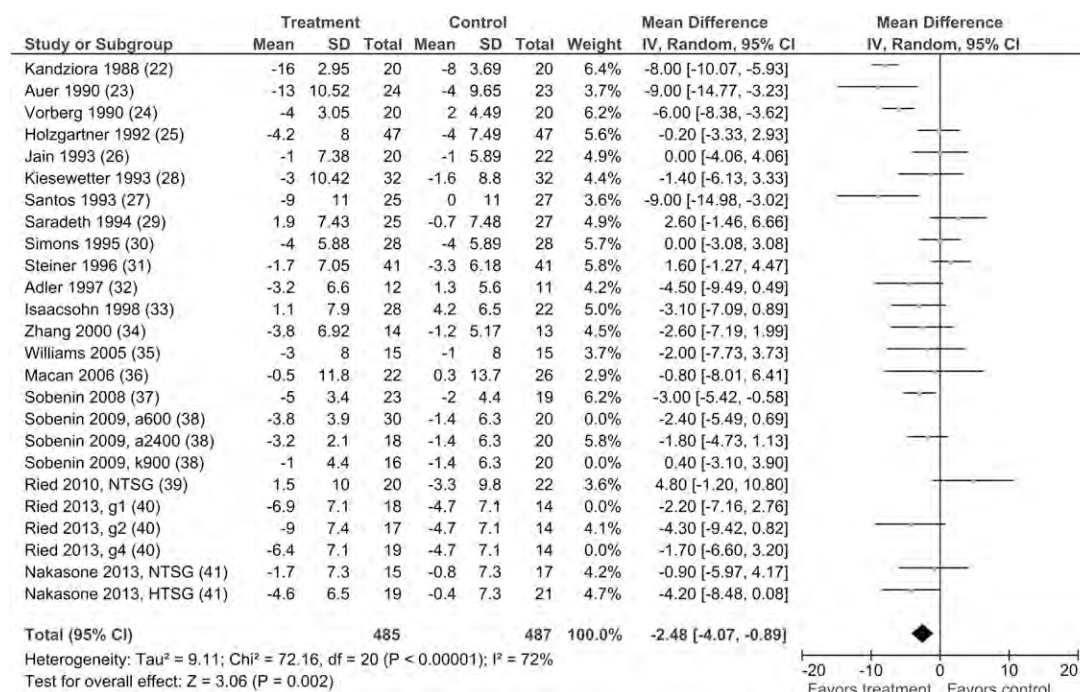 Treatment Control Mean Difference Mean Difference
Study or Subgroup Mean SD Total Mean SD Total Weight IV, Random, 95% CI IV, Random, 95% CI
Kandziora 1988 (22) -16 2.95 20 -8 3.69 20 6.4% -8.00 [-10.07, -5.93]
Auer 1990 (23) -13 10.52 24 -4 9.65 23 3.6% -9.00 [-14.77, -3.23]
Vorberg 1990 (24) -4 3.05 20 2 4.49 20 6.2% -6.00 [-8.38, -3.62]
Holzgartner 1992 (25) -4.2 8 47 -4 7.49 47 5.6% -0.20 [-3.33, 2.93]
Jain 1993 (26) -1 7.38 20 -1 5.89 22 4.9% 0.00 [-4.06, 4.06]
Kiesewetter 1993 (28) -3 10.42 32 -1.6 8.8 32 4.4% -1.40 [-6.13, 3.33]
Santos 1993 (27) -9 11 25 0 11 27 3.5% -9.00 [-14.98, -3.02]
Saradeth 1994 (29) 1.9 7.43 25 -0.7 7.48 27 4.9% 2.60 [-1.46, 6.66]
Simons 1995 (30) -4 5.88 28 -4 5.89 28 5.7% 0.00 [-3.08, 3.08]
Steiner 1996 (31) -1.7 7.05 41 -3.3 6.18 41 5.8% 1.60 [-1.27, 4.47]
Adler 1997 (32) -3.2 6.6 12 1.3 5.6 11 4.2% -4.50 [-9.49, 0.49]
Isaacsohn 1998 (33) 1.1 7.9 28 4.2 6.5 22 5.0% -3.10 [-7.09, 0.89]
Zhang 2000 (34) -3.8 6.92 14 -1.2 5.17 13 4.5% -2.60 [-7.19, 1.99]
Williams 2005 (35) -3 8 15 -1 8 15 3.7% -2.00 [-7.73, 3.73]
Macan 2006 (36) -0.5 11.8 22 0.3 13.7 26 2.9% -0.80 [-8.01, 6.41]
Sobenin 2008 (37) -5 3.4 23 -2 4.4 19 6.2% -3.00 [-5.42, -0.58]
Sobenin 2009, a600 (38) -3.8 3.9 30 -1.4 6.3 20 0.0% -2.40 [-5.49, 0.69]
Sobenin 2009, a2400 (38) -3.2 2.1 18 -1.4 6.3 20 5.8% -1.80 [-4.73, 1.13]
Sobenin 2009, k900 (38) -1 4.4 16 -1.4 6.3 20 0.0% 0.40 [-3.10, 3.90]
Ried 2010, NTSG (39) 1.5 10 20 -3.3 9.8 22 3.5% 4.80 [-1.20, 10.80]
Ried 2013, g1 (40) -6.9 7.1 18 -4.7 7.1 14 0.0% -2.20 [-7.16, 2.76]
Ried 2013, g2 (40) -9 7.4 17 -4.7 7.1 14 4.1% -4.30 [-9.42, 0.82]
Ried 2013, g4 (40) -6.4 7.1 19 -4.7 7.1 14 0.0% -1.70 [-6.60, 3.20]
Nakasone 2013, NTSG (41) -1.7 7.3 15 -0.8 7.3 17 4.2% -0.90 [-5.97, 4.17]
Nakasone 2013, HTSG (41) -4.6 6.5 19 -0.4 7.3 21 4.7% -4.20 [-8.48, 0.08]
Total (95% CI) 485 487 100.0% -2.48 [-4.07, -0.89]
Heterogeneity: Tau² = 9.11; Chi² = 72.16, df = 20 (P < 0.00001); I² = 72%
Test for overall effect: Z = 3.06 (P = 0.002)
-20 -10 0 10 20
Favors treatment Favors control